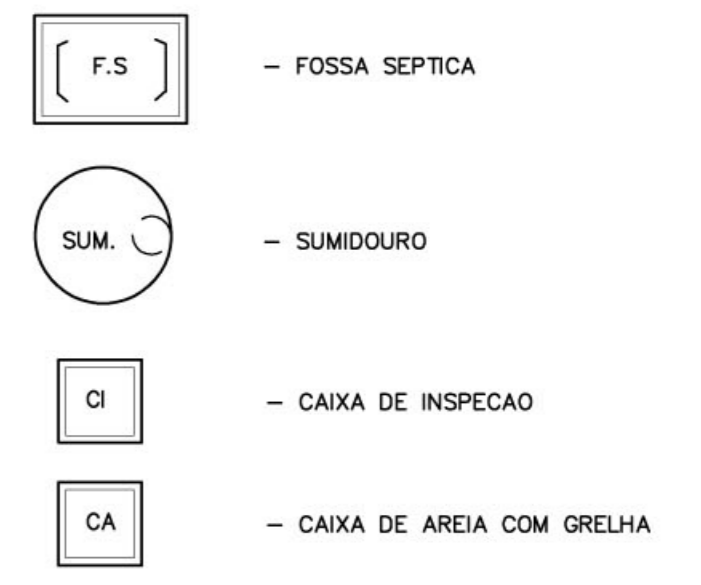 F.S — FOSSA SEPTICA
SUM. — SUMIDOURO
CI — CAIXA DE INSPECAO
CA — CAIXA DE AREIA COM GRELHA